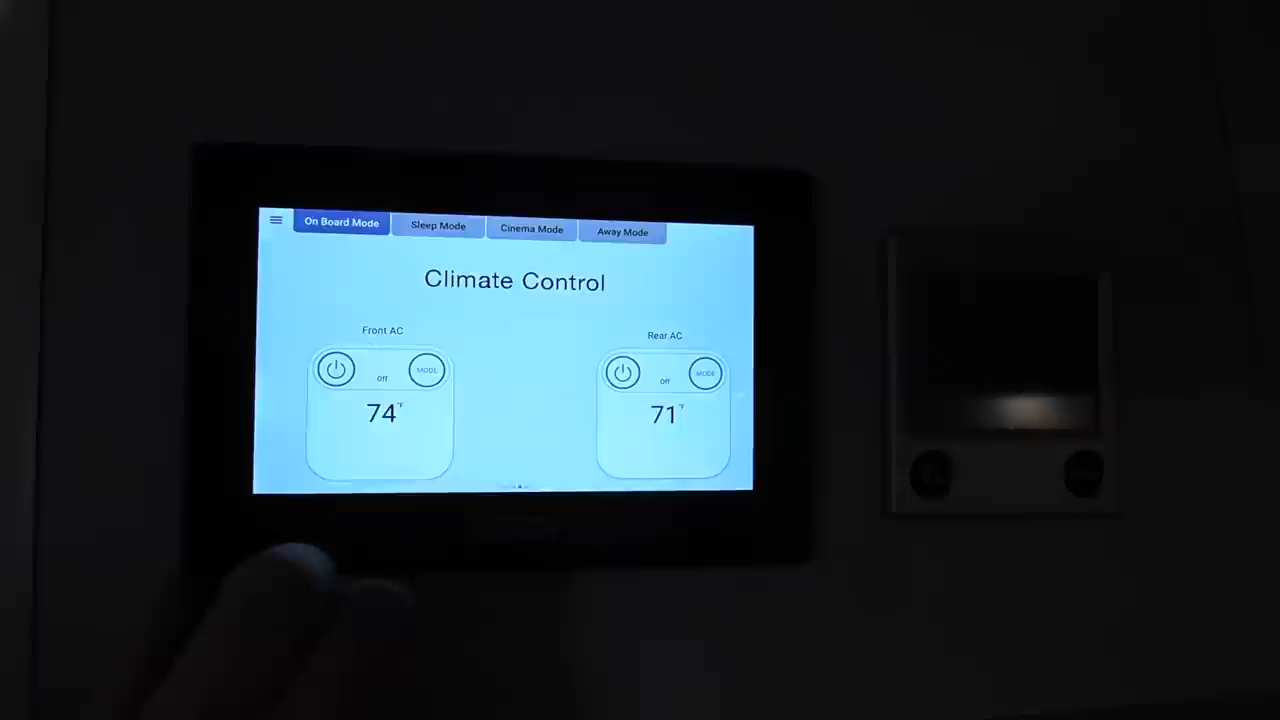 On Board Mode
Sleep Mode
Cinema Mode
Away Mode
Climate Control
Front AC
Rear AC
MODE
off
74°F
MODE
off
71°F